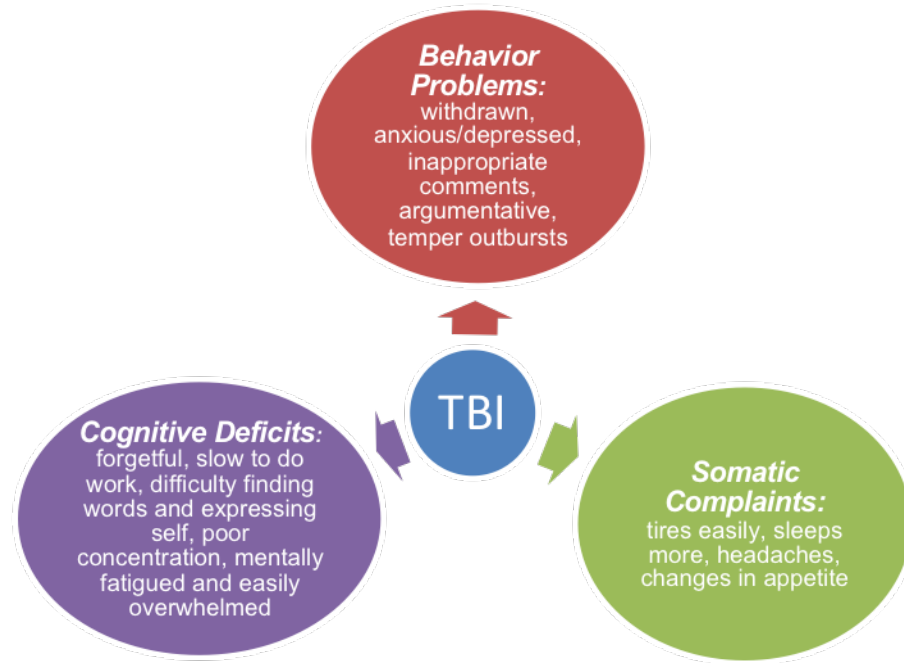 Behavior
Problems:
withdrawn,
anxious/depressed,
inappropriate
comments,
argumentative,
temper outbursts
TBI
Cognitive Deficits:
forgetful, slow to do
work, difficulty finding
words and expressing
self, poor
concentration, mentally
fatigued and easily
overwhelmed
Somatic
Complaints:
tires easily, sleeps
more, headaches,
changes in appetite